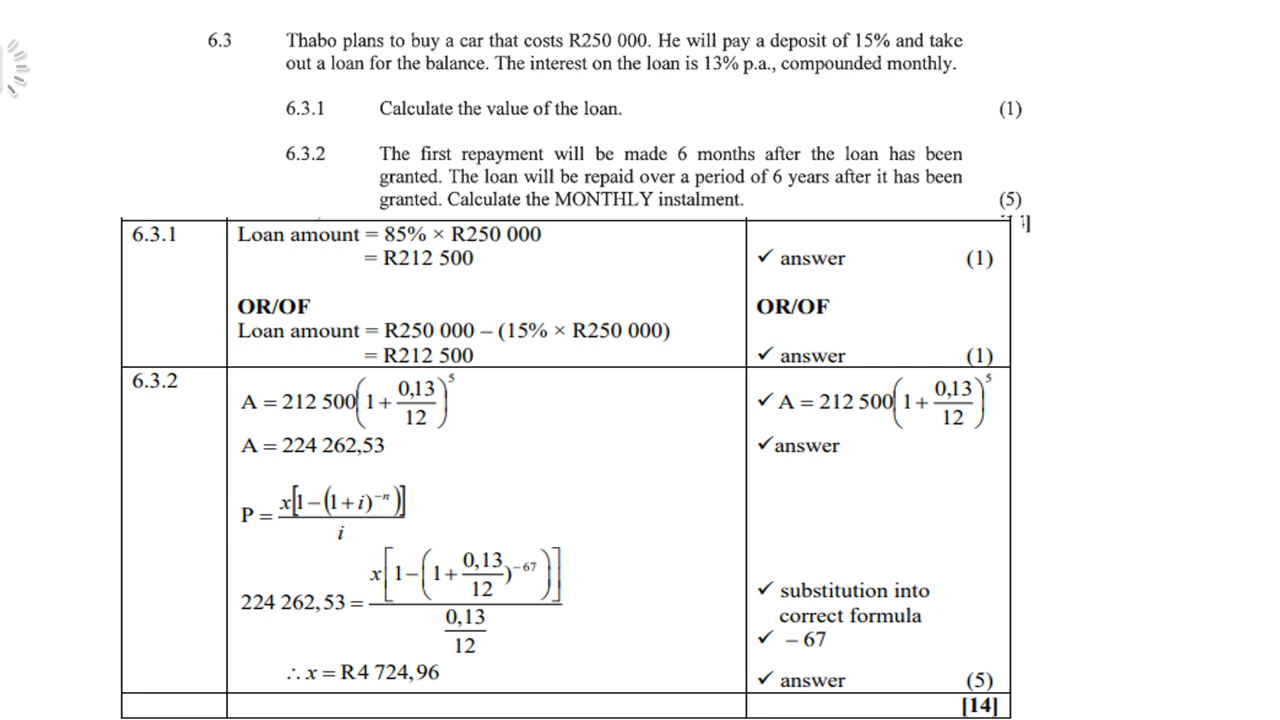 6.3 Thabo plans to buy a car that costs R250 000. He will pay a deposit of 15% and take
out a loan for the balance. The interest on the loan is 13% p.a., compounded monthly.
6.3.1 Calculate the value of the loan. (1)
6.3.2 The first repayment will be made 6 months after the loan has been
granted. The loan will be repaid over a period of 6 years after it has been
granted. Calculate the MONTHLY instalment. (5)
6.3.1 Loan amount = 85% × R250 000
= R212 500 ✓ answer (1)
OR/OF OR/OF
Loan amount = R250 000 – (15% × R250 000)
= R212 500 ✓ answer (1)
6.3.2 A = 212 500(1 + 0,13/12)^5 ✓ A = 212 500(1 + 0,13/12)^5
A = 224 262,53 ✓ answer
P = x[1 – (1 + i)^–n)] / i
224 262,53 = x[1 – (1 + 0,13/12)^–67)] / (0,13/12) ✓ substitution into
correct formula
✓ – 67
∴ x = R4 724,96 ✓ answer (5)
[14]